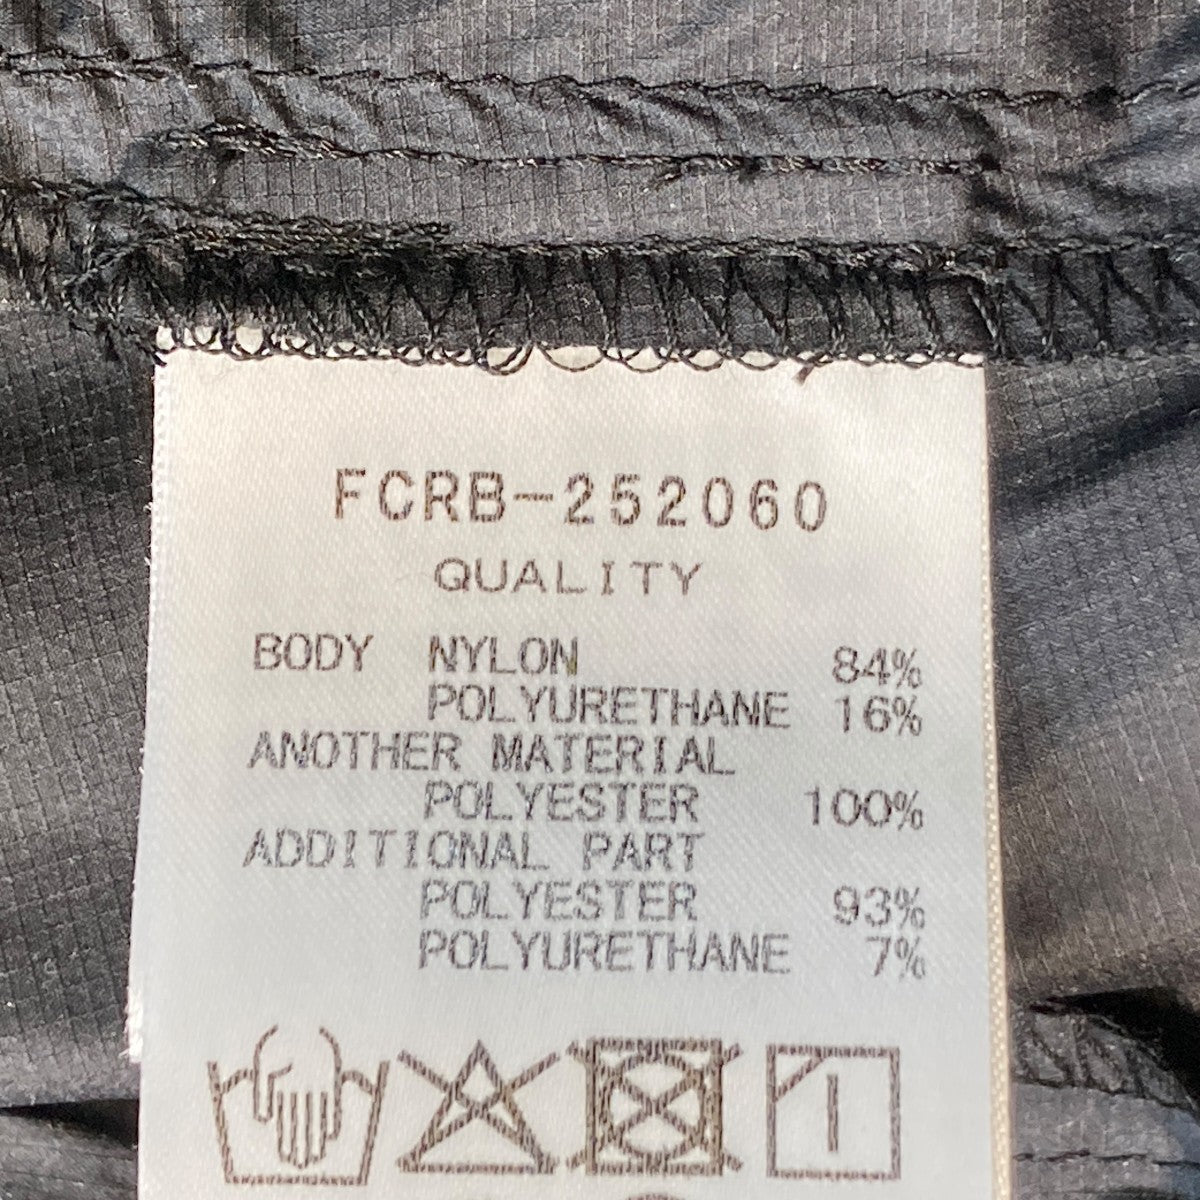 FCRB-252060
QUALITY
BODY NYLON 84%
POLYURETHANE 16%
ANOTHER MATERIAL
POLYESTER 100%
ADDITIONAL PART
POLYESTER 93%
POLYURETHANE 7%